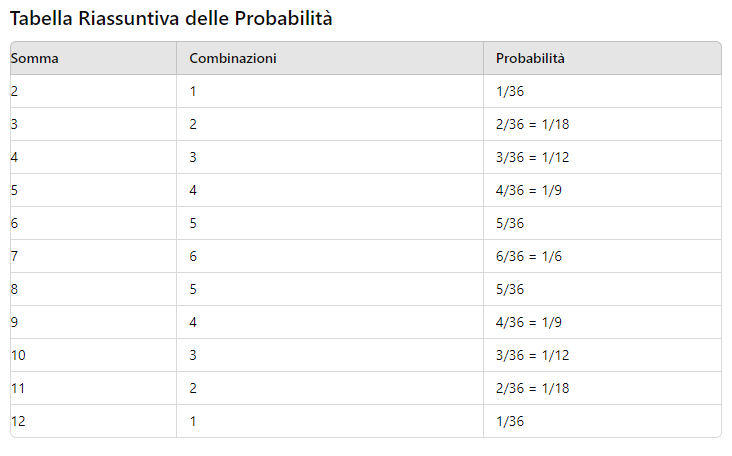 Tabella Riassuntiva delle Probabilità
Somma Combinazioni Probabilità
2 1 1/36
3 2 2/36 = 1/18
4 3 3/36 = 1/12
5 4 4/36 = 1/9
6 5 5/36
7 6 6/36 = 1/6
8 5 5/36
9 4 4/36 = 1/9
10 3 3/36 = 1/12
11 2 2/36 = 1/18
12 1 1/36